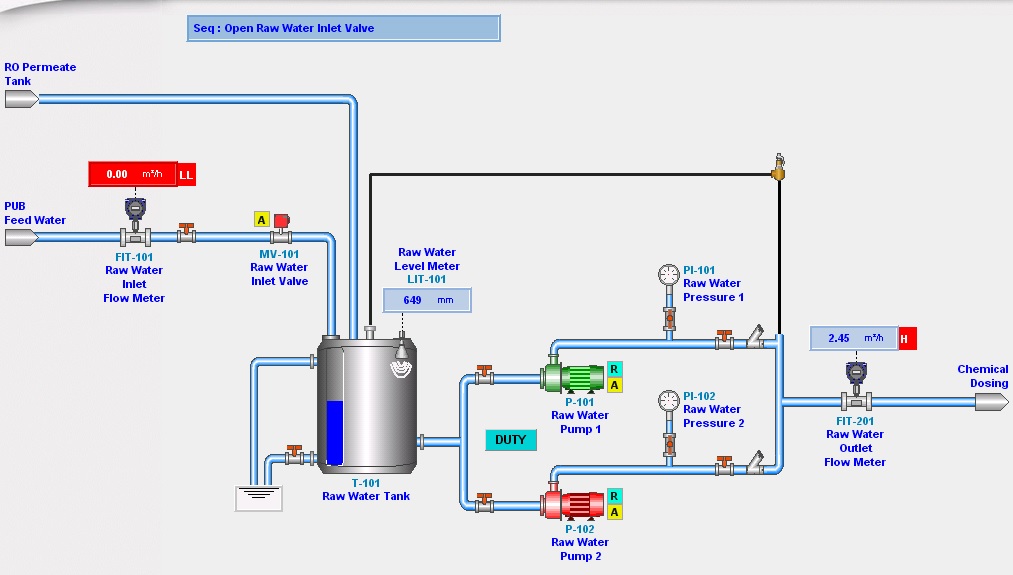 Seq : Open Raw Water Inlet Valve
RO Permeate
Tank
0.00 m³/h LL
PUB
Feed Water
A
FIT-101
Raw Water
Inlet
Flow Meter
MV-101
Raw Water
Inlet Valve
Raw Water
Level Meter
LIT-101
649 mm
PI-101
Raw Water
Pressure 1
2.45 m³/h H
Chemical
Dosing
R
A
P-101
Raw Water
Pump 1
PI-102
Raw Water
Pressure 2
FIT-201
Raw Water
Outlet
Flow Meter
DUTY
T-101
Raw Water Tank
R
A
P-102
Raw Water
Pump 2